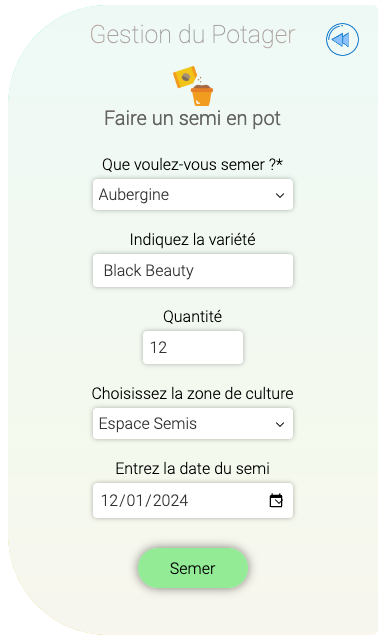 Gestion du Potager
Faire un semi en pot
Que voulez-vous semer ?*
Aubergine
Indiquez la variété
Black Beauty
Quantité
12
Choisissez la zone de culture
Espace Semis
Entrez la date du semi
12/01/2024
Semer